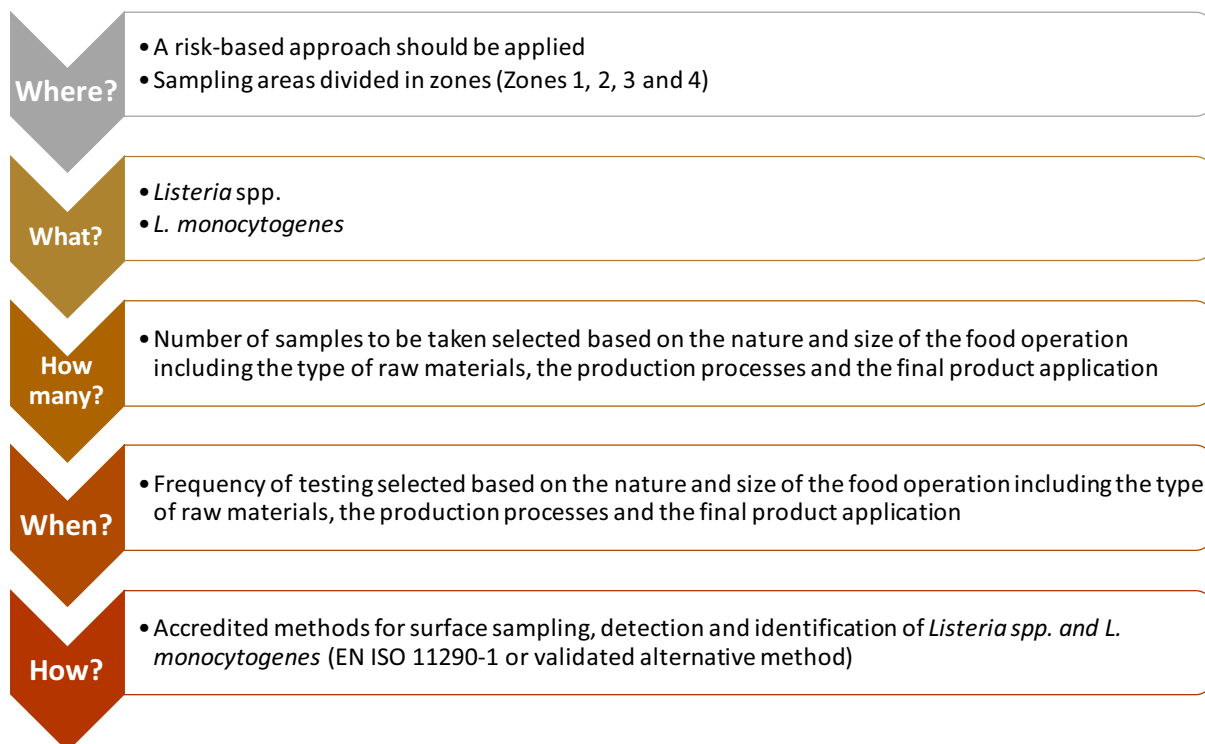 Where?
• A risk-based approach should be applied
• Sampling areas divided in zones (Zones 1, 2, 3 and 4)
What?
• Listeria spp.
• L. monocytogenes
How
many?
• Number of samples to be taken selected based on the nature and size of the food operation
including the type of raw materials, the production processes and the final product application
When?
• Frequency of testing selected based on the nature and size of the food operation including the type
of raw materials, the production processes and the final product application
How?
• Accredited methods for surface sampling, detection and identification of Listeria spp. and L.
monocytogenes (EN ISO 11290-1 or validated alternative method)